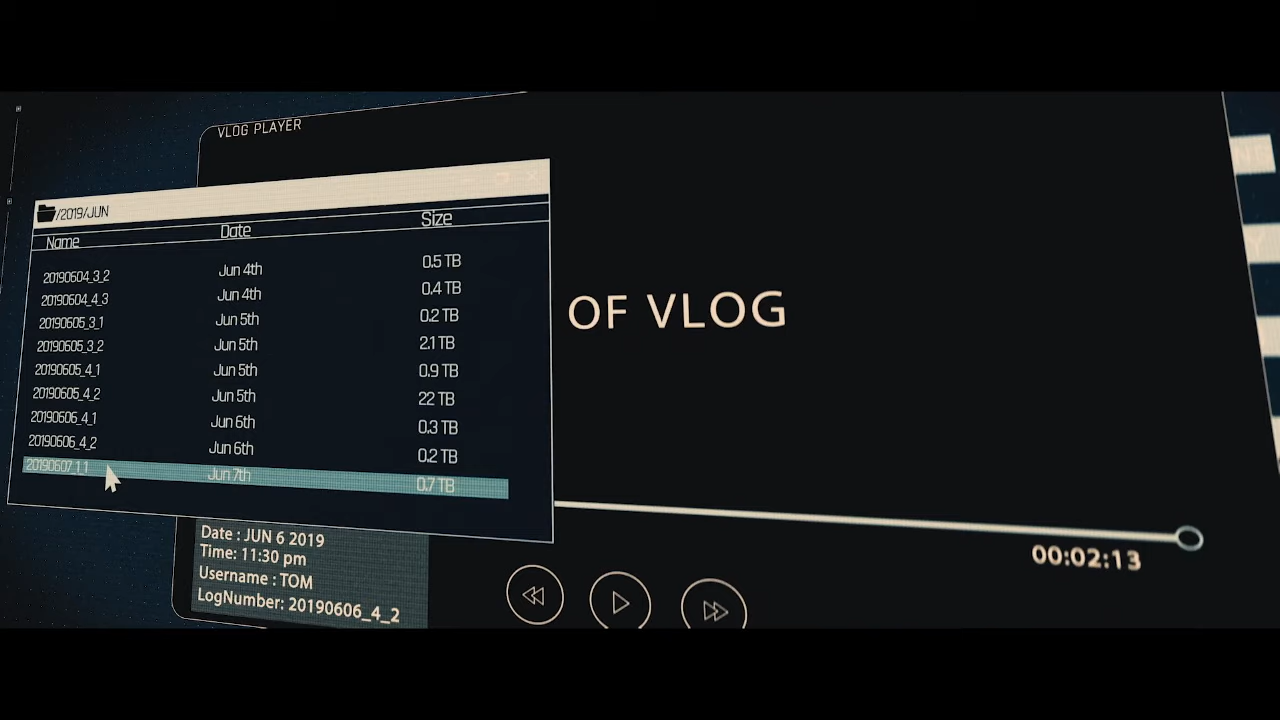 VLOG PLAYER
/2019/JUN
Name Date Size
20190604_3_2 Jun 4th 0.5 TB
20190604_4_3 Jun 4th 0.4 TB
20190605_3_1 Jun 5th 0.2 TB
20190605_3_2 Jun 5th 2.1 TB
20190605_4_1 Jun 5th 0.9 TB
20190605_4_2 Jun 5th 22 TB
20190606_4_1 Jun 6th 0.3 TB
20190606_4_2 Jun 6th 0.2 TB
20190607_1_1 Jun 7th 0.7 TB
OF VLOG
00:02:13
Date : JUN 6 2019
Time: 11:30 pm
Username : TOM
LogNumber: 20190606_4_2